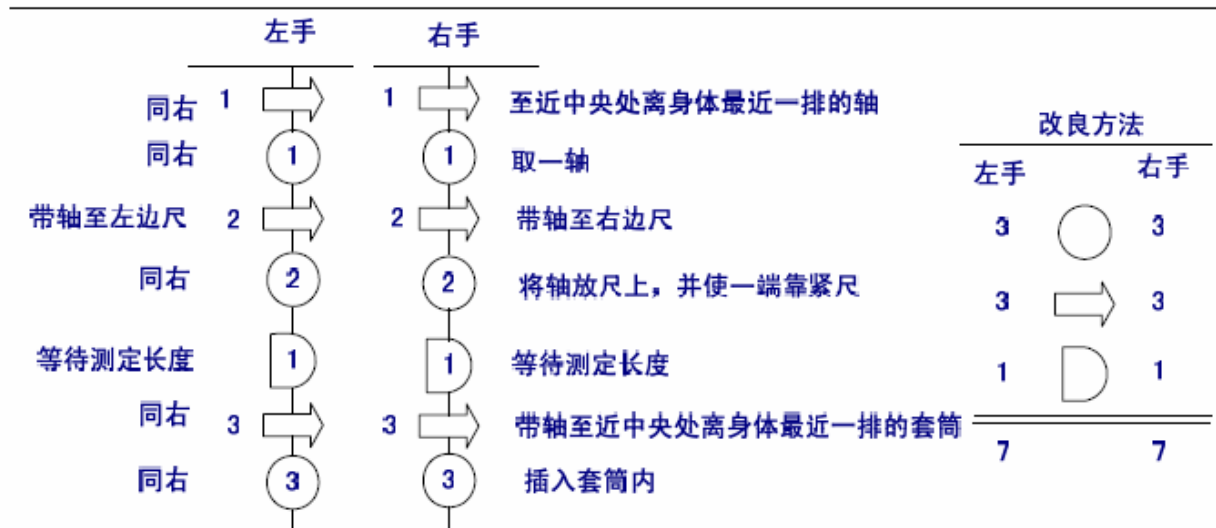 左手 右手
同右 1 1 至近中央处离身体最近一排的轴
改良方法
同右 1 1 取一轴
左手 右手
带轴至左边尺 2 2 带轴至右边尺
3 3
同右 2 2 将轴放尺上，并使一端靠紧尺
3 3
等待测定长度 1 1 等待测定长度
1 1
同右 3 3 带轴至近中央处离身体最近一排的套筒
7 7
同右 3 3 插入套筒内